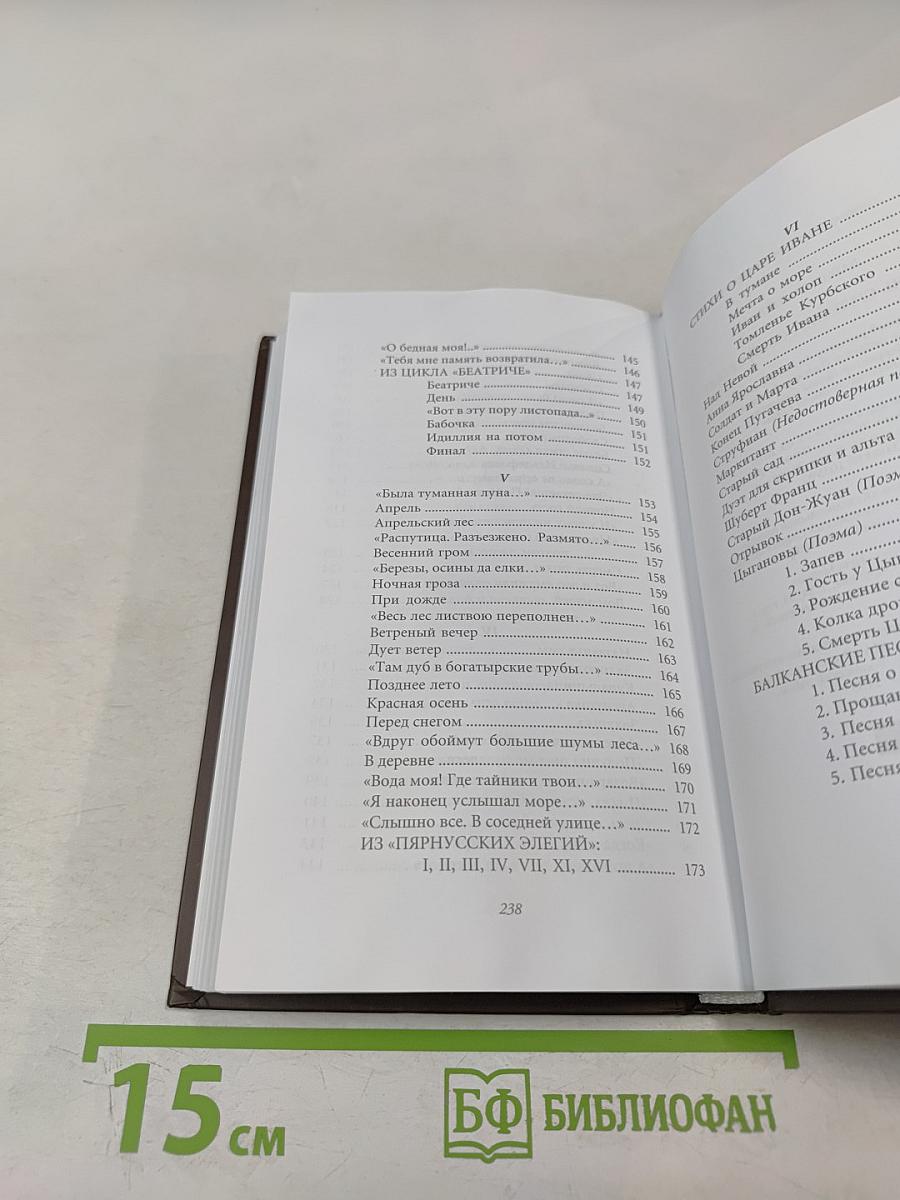 «О бедная моя!..» 145
«Тебя мне память возвратила…» 146
ИЗ ЦИКЛА «БЕАТРИЧЕ» 147
Беатриче 147
День 149
«Вот в эту пору листопада...» 150
Бабочка 151
Идиллия на потом 151
Финал 152
V
«Была туманная луна…» 153
Апрель 154
Апрельский лес 155
«Распутица. Разъезжено. Размято…» 156
Весенний гром 157
«Березы, осины да елки…» 158
Ночная гроза 159
При дожде 160
«Весь лес листвою переполнен…» 161
Ветреный вечер 162
Дует ветер 163
«Там дуб в богатырские трубы…» 164
Позднее лето 165
Красная осень 166
Перед снегом 167
«Вдруг обоймут большие шумы леса…» 168
В деревне 169
«Вода моя! Где тайники твои…» 170
«Я наконец услышал море…» 171
«Слышно все. В соседней улице…» 172
ИЗ «ПЯРНУССКИХ ЭЛЕГИЙ»:
I, II, III, IV, VII, XI, XVI 173
238
VI
СТИХИ О ЦАРЕ ИВАНЕ
В тумане
Мечта о море
Иван и холоп
Томленье Курбского
Смерть Ивана
Над Невой
Анна Ярославна
Солдат и Марта
Конец Пугачева
Струфиан (Недостоверная
Маркитант
Старый сад
Дуэт для скрипки и альта
Шуберт Франц
Старый Дон-Жуан
Отрывок
Цыгановы (Поэма)
1. Запев
2. Гость у
3. Рождение
4. Колка
5. Смерть
БАЛКАНСКИЕ
1. Песня о
2.
3. Песня
4. Песня
5.
15 см
БФ БИБЛИОФАН